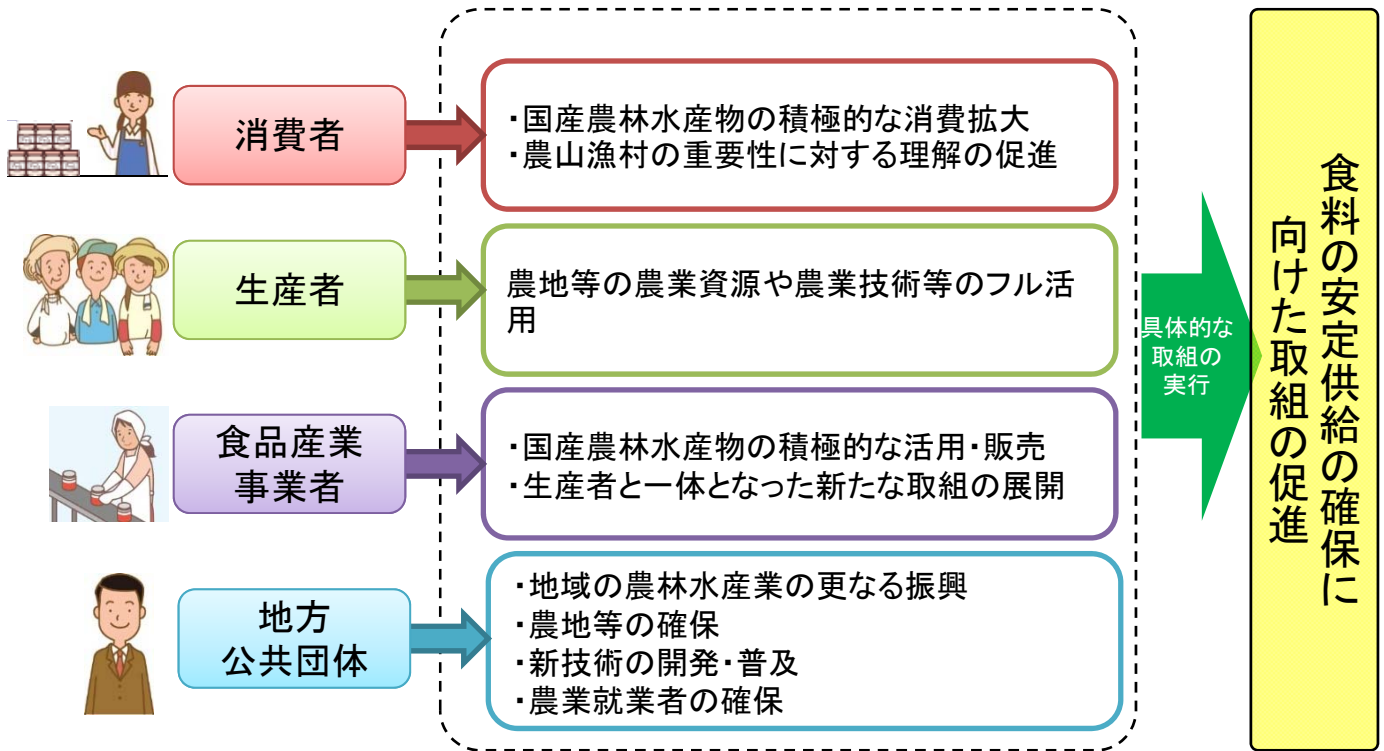 消費者
・国産農林水産物の積極的な消費拡大
・農山漁村の重要性に対する理解の促進
生産者
農地等の農業資源や農業技術等のフル活
用
食品産業
事業者
・国産農林水産物の積極的な活用・販売
・生産者と一体となった新たな取組の展開
地方
公共団体
・地域の農林水産業の更なる振興
・農地等の確保
・新技術の開発・普及
・農業就業者の確保
具体的な
取組の
実行
食料の安定供給の確保に
向けた取組の促進